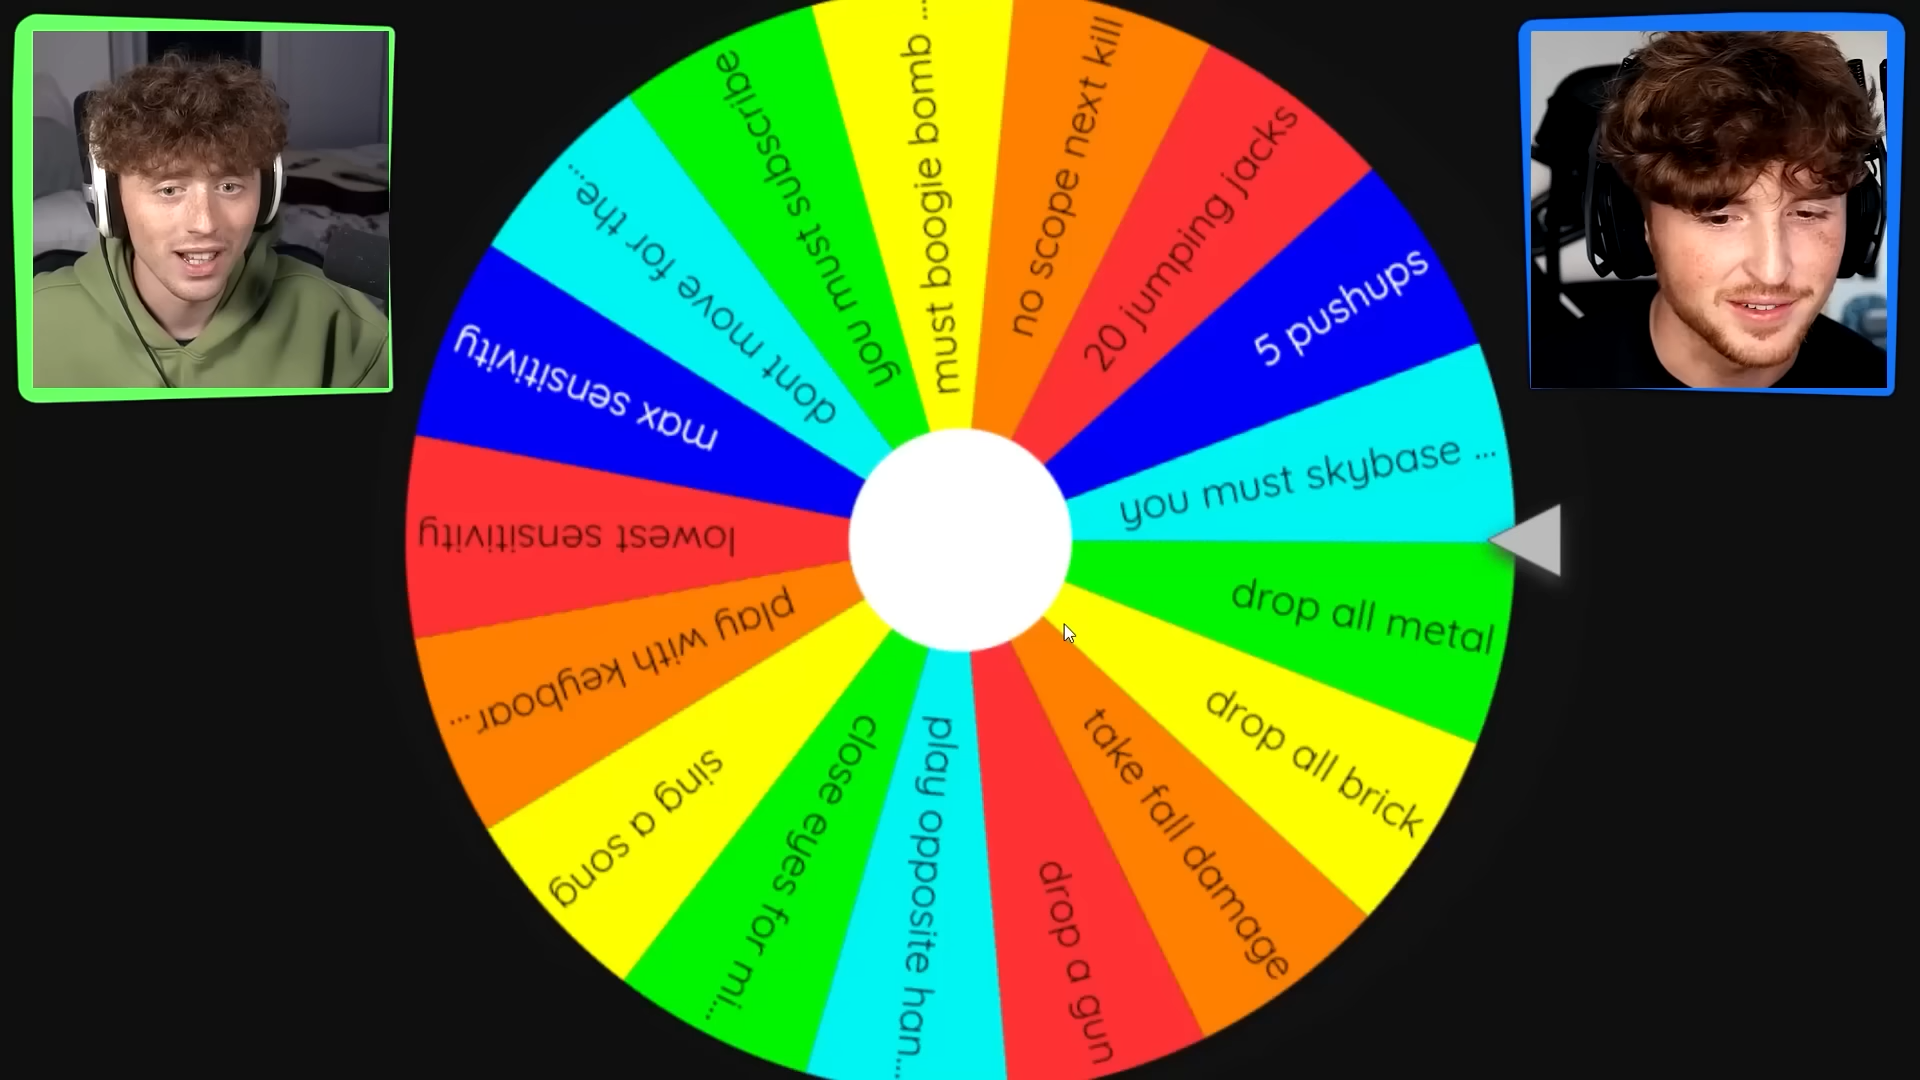 must boogie bomb ...
no scope next kill
20 jumping jacks
5 pushups
you must skybase ...
drop all metal
drop all brick
take fall damage
drop a gun
play opposite han...
close eyes for mi...
sing a song
play with keyboar...
lowest sensitivity
max sensitivity
dont move for the...
you must subscribe